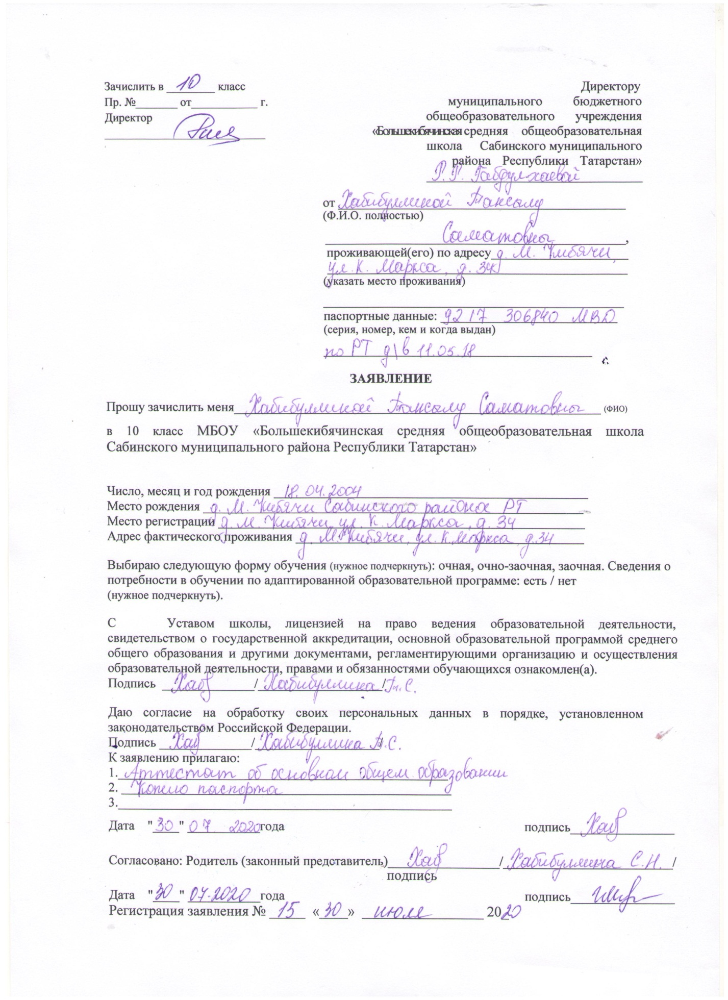 Зачислить в 10 класс
Пр. №________ от____________ г.
Директор
Директору
муниципального бюджетного
общеобразовательного учреждения
«Большекибячинская средняя общеобразовательная
школа Сабинского муниципального
района Республики Татарстан»
Р.Р. Габдулхаевой
от Хабибуллиной Тансылу
(Ф.И.О. полностью)
Саматовны,
проживающей(его) по адресу д. М. Кибячи,
ул. К. Маркса, д. 34
(указать место проживания)
паспортные данные: 9217 306840 МВД
(серия, номер, кем и когда выдан)
по РТ д\в 11.05.18
ЗАЯВЛЕНИЕ
Прошу зачислить меня Хабибуллиной Тансылу Саматовны (ФИО)
в 10 класс МБОУ «Большекибячинская средняя общеобразовательная школа
Сабинского муниципального района Республики Татарстан»
Число, месяц и год рождения 18.04.2004
Место рождения д. М. Кибячи Сабинского района РТ
Место регистрации д. М. Кибячи, ул. К. Маркса, д. 34
Адрес фактического проживания д. М. Кибячи, ул. К.Маркса, д.34
Выбираю следующую форму обучения (нужное подчеркнуть): очная, очно-заочная, заочная. Сведения о
потребности в обучении по адаптированной образовательной программе: есть / нет
(нужное подчеркнуть).
С Уставом школы, лицензией на право ведения образовательной деятельности,
свидетельством о государственной аккредитации, основной образовательной программой среднего
общего образования и другими документами, регламентирующими организацию и осуществления
образовательной деятельности, правами и обязанностями обучающихся ознакомлен(а).
Подпись Хаб / Хабибуллина / Т.С.
Даю согласие на обработку своих персональных данных в порядке, установленном
законодательством Российской Федерации.
Подпись Хаб / Хабибуллина Т.С. /
К заявлению прилагаю:
1. Аттестат об основном общем образовании
2. Копию паспорта
3.
Дата "30" 07 2020 года подпись Хаб
Согласовано: Родитель (законный представитель) Хаб / Хабибуллина С.Н. /
подпись
Дата "30" 07.2020 года подпись
Регистрация заявления № 15 «30» июля 2020